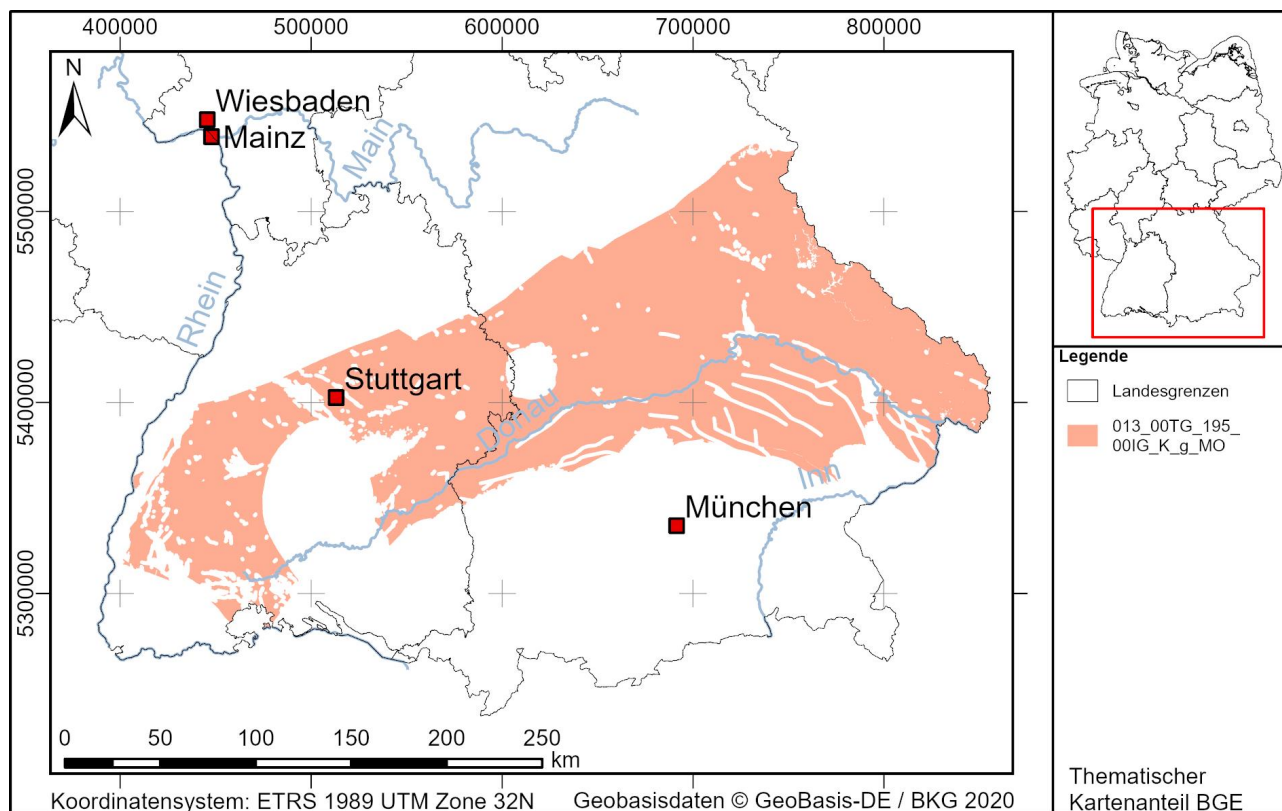 400000 500000 600000 700000 800000
N
Wiesbaden
Mainz
Main
5500000
Rhein
Stuttgart
5400000
Donau
Inn
München
5300000
0 50 100 150 200 250
km
Koordinatensystem: ETRS 1989 UTM Zone 32N Geobasisdaten © GeoBasis-DE / BKG 2020
Legende
Landesgrenzen
013_00TG_195_
00IG_K_g_MO
Thematischer
Kartenanteil BGE